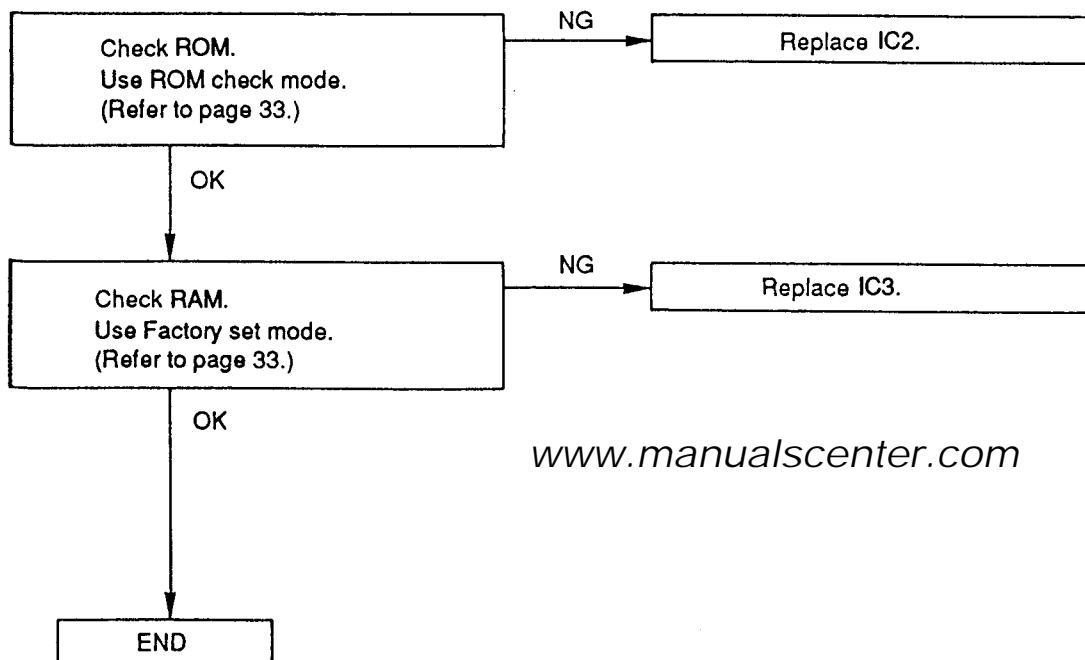 NG
Check ROM.
Replace IC2.
Use ROM check mode.
(Refer to page 33.)
OK
NG
Check RAM.
Replace IC3.
Use Factory set mode.
(Refer to page 33.)
OK
www.manualscenter.com
END